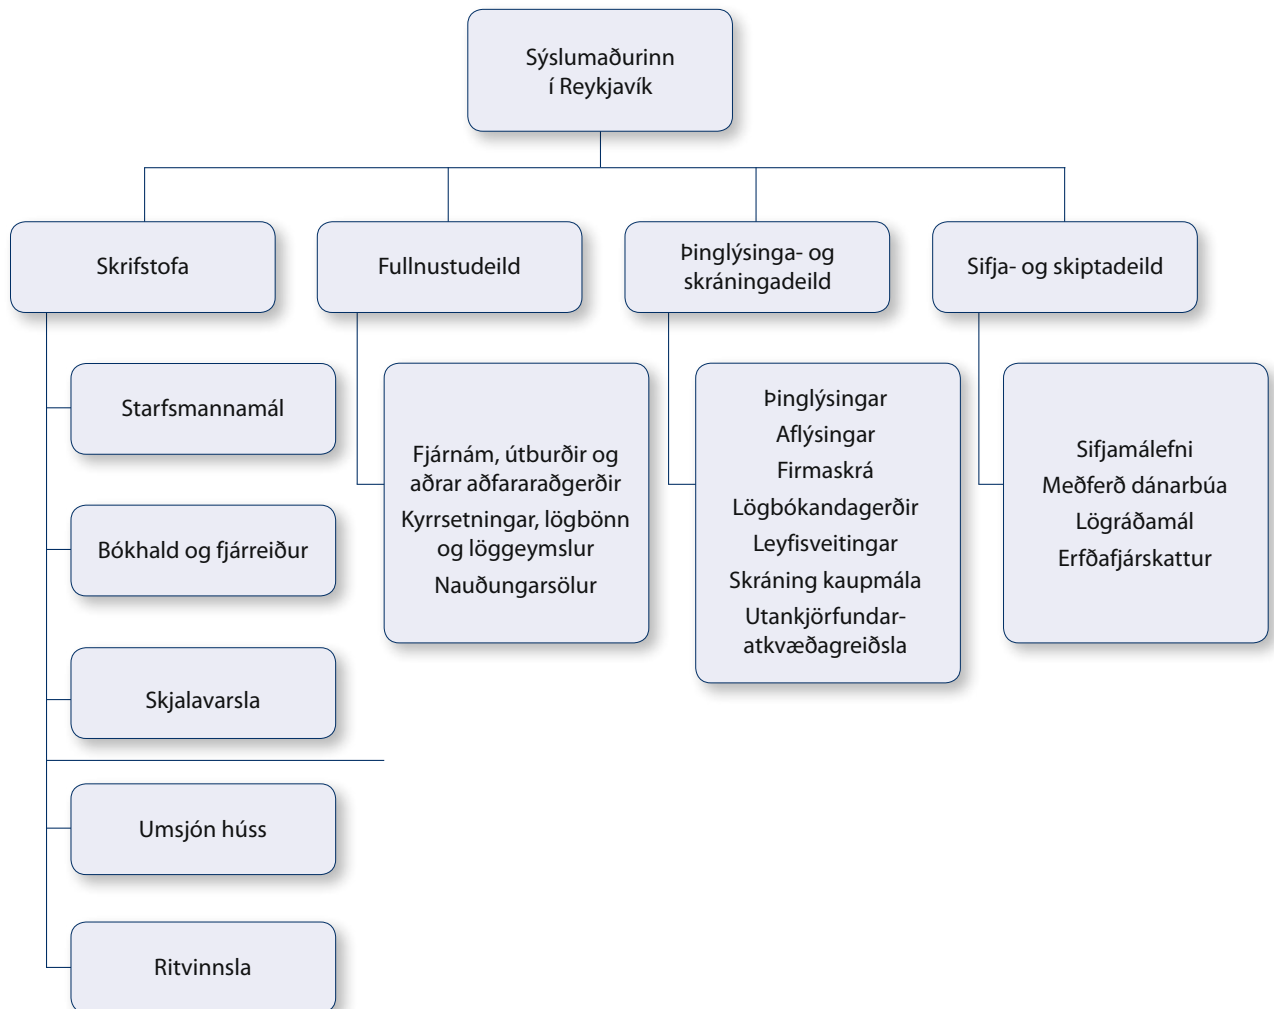 Sýslumaðurinn
í Reykjavík
Skrifstofa
Fullnustudeild
Þinglýsinga- og
skráningadeild
Sifja- og skiptadeild
Starfsmannamál
Bókhald og fjárreiður
Skjalavarsla
Umsjón húss
Ritvinnsla
Fjárnám, útburðir og
aðrar aðfararaðgerðir
Kyrrsetningar, lögbönn
og löggeymslur
Nauðungarsölur
Þinglýsingar
Aflýsingar
Firmaskrá
Lögbókandagerðir
Leyfisveitingar
Skráning kaupmála
Utankjörfundar-
atkvæðagreiðsla
Sifjamálefni
Meðferð dánarbúa
Lögráðamál
Erfðafjárskattur